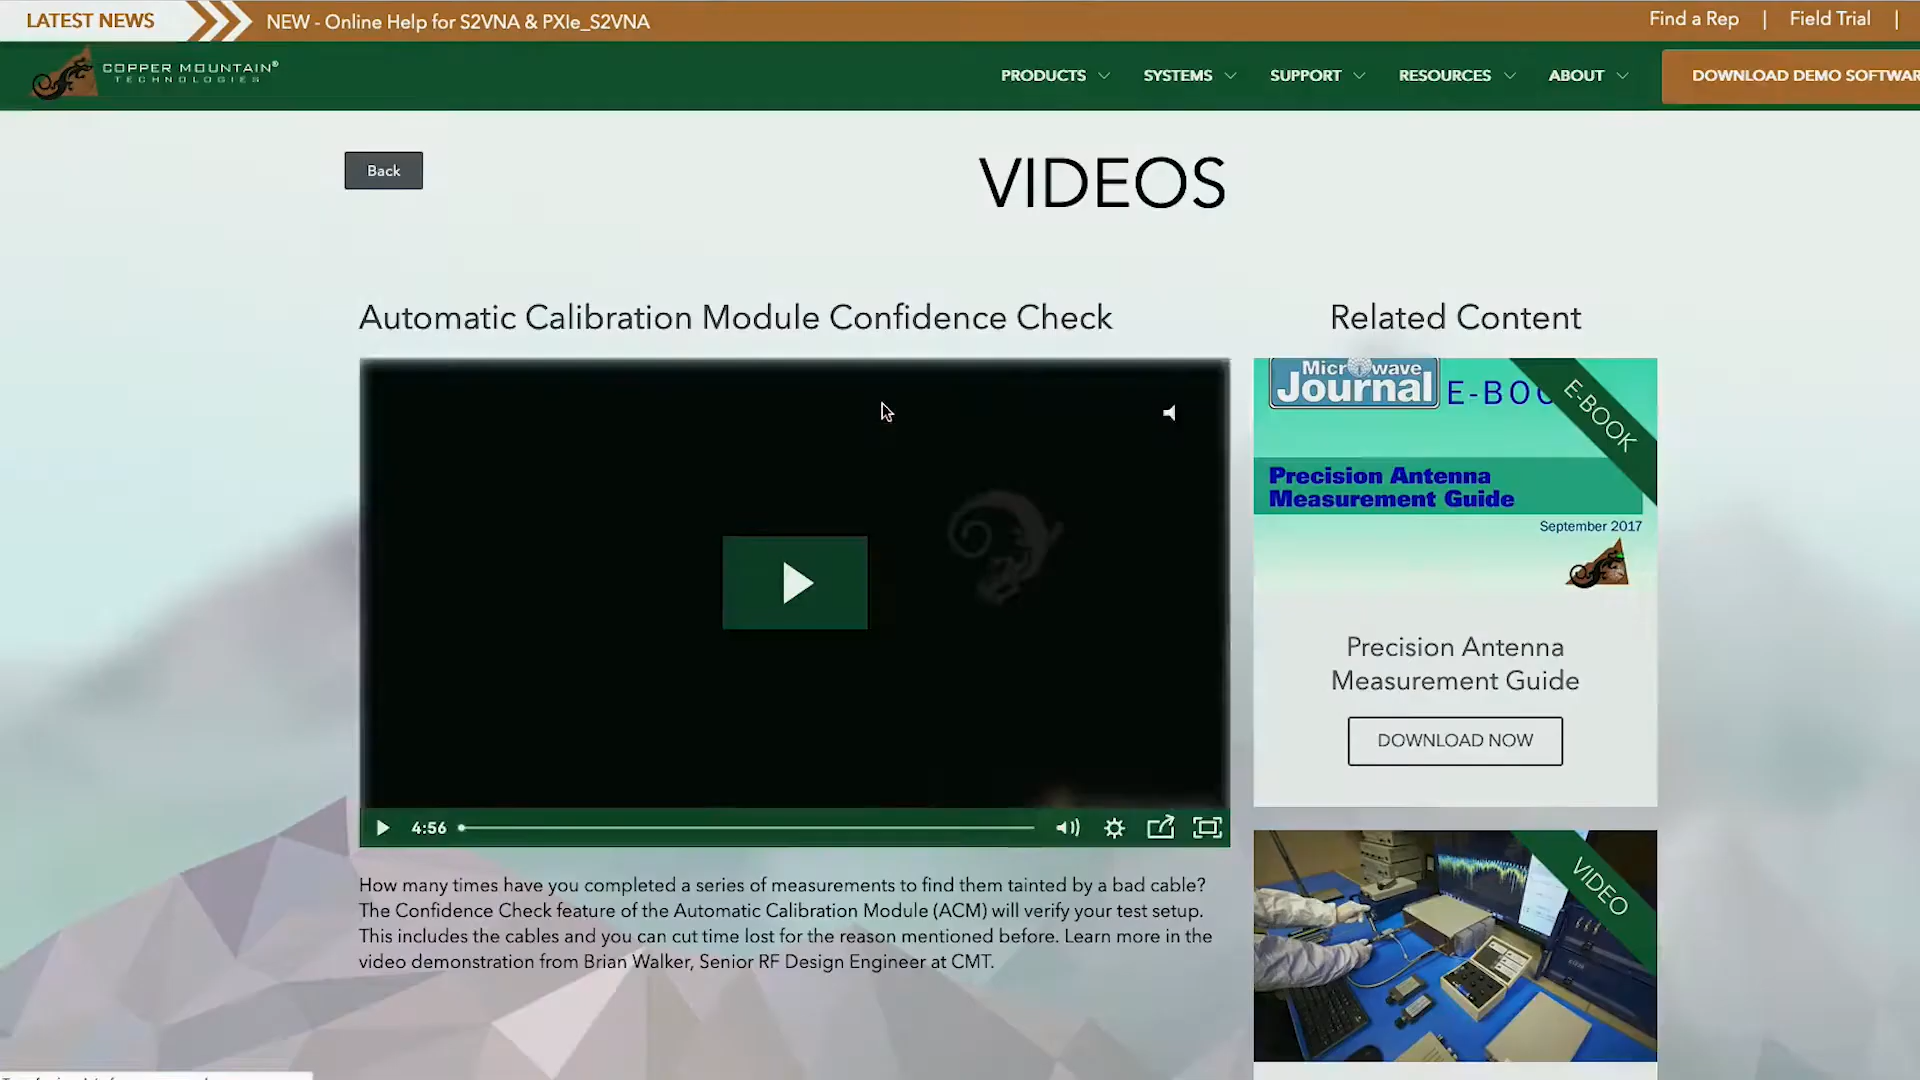 LATEST NEWS
NEW - Online Help for S2VNA & PXIe_S2VNA
Find a Rep | Field Trial |
COPPER MOUNTAIN®
TECHNOLOGIES
PRODUCTS
SYSTEMS
SUPPORT
RESOURCES
ABOUT
DOWNLOAD DEMO SOFTWAR
Back
VIDEOS
Automatic Calibration Module Confidence Check
4:56
How many times have you completed a series of measurements to find them tainted by a bad cable?
The Confidence Check feature of the Automatic Calibration Module (ACM) will verify your test setup.
This includes the cables and you can cut time lost for the reason mentioned before. Learn more in the
video demonstration from Brian Walker, Senior RF Design Engineer at CMT.
Related Content
Microwave
Journal E-BOO
E-BOOK
Precision Antenna
Measurement Guide
September 2017
Precision Antenna
Measurement Guide
DOWNLOAD NOW
VIDEO